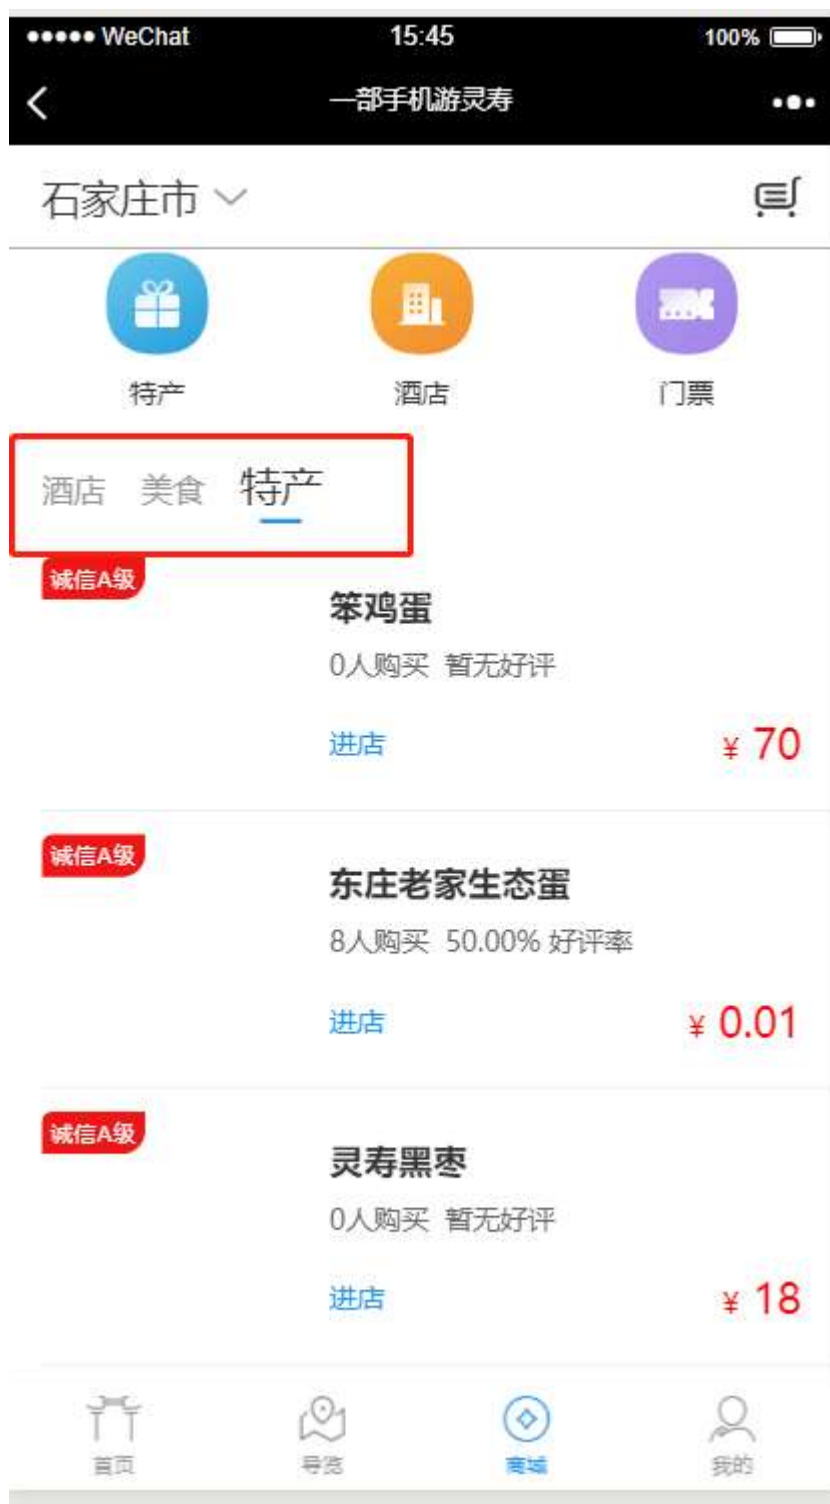 WeChat 15:45 100%
一部手机游灵寿
石家庄市
特产 酒店 门票
酒店 美食 特产
诚信A级
笨鸡蛋
0人购买 暂无好评
进店 ¥ 70
诚信A级
东庄老家生态蛋
8人购买 50.00% 好评率
进店 ¥ 0.01
诚信A级
灵寿黑枣
0人购买 暂无好评
进店 ¥ 18
首页 导览 商城 我的